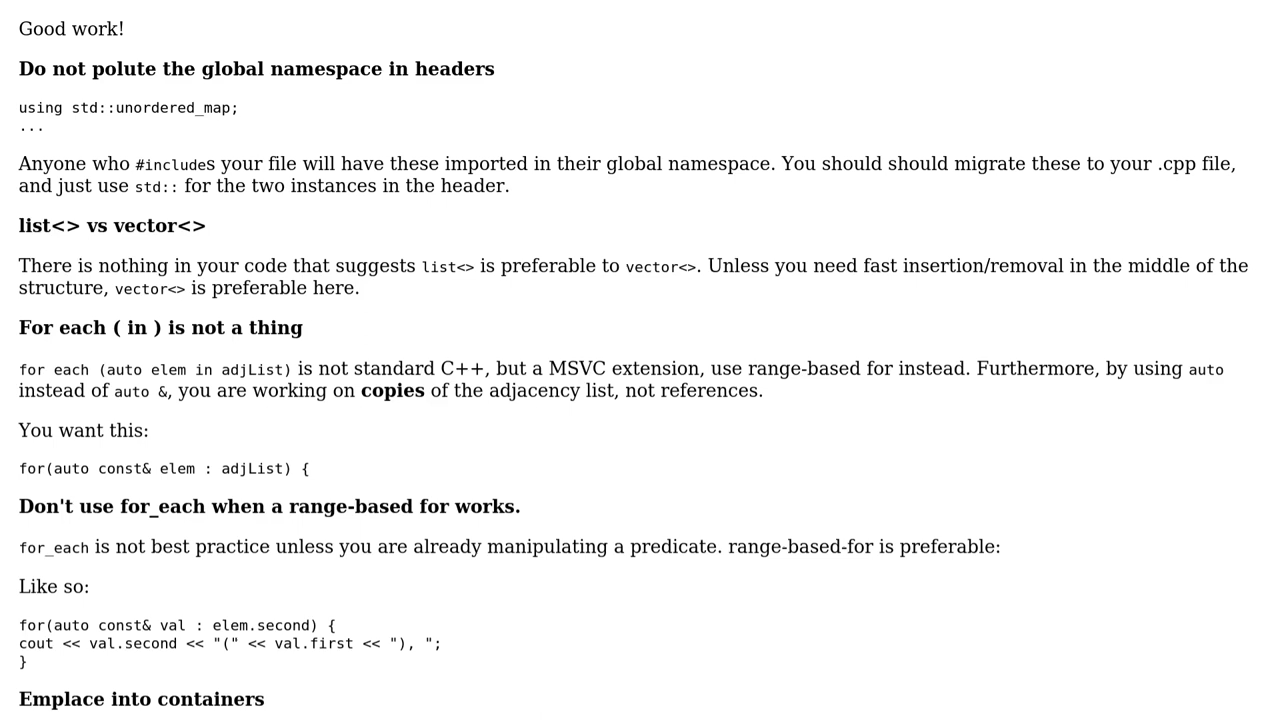 Good work!
Do not polute the global namespace in headers
using std::unordered_map;
...
Anyone who #includes your file will have these imported in their global namespace. You should should migrate these to your .cpp file,
and just use std:: for the two instances in the header.
list<> vs vector<>
There is nothing in your code that suggests list<> is preferable to vector<>. Unless you need fast insertion/removal in the middle of the
structure, vector<> is preferable here.
For each ( in ) is not a thing
for each (auto elem in adjList) is not standard C++, but a MSVC extension, use range-based for instead. Furthermore, by using auto
instead of auto &, you are working on copies of the adjacency list, not references.
You want this:
for(auto const& elem : adjList) {
Don't use for_each when a range-based for works.
for_each is not best practice unless you are already manipulating a predicate. range-based-for is preferable:
Like so:
for(auto const& val : elem.second) {
cout << val.second << "(" << val.first << "), ";
}
Emplace into containers